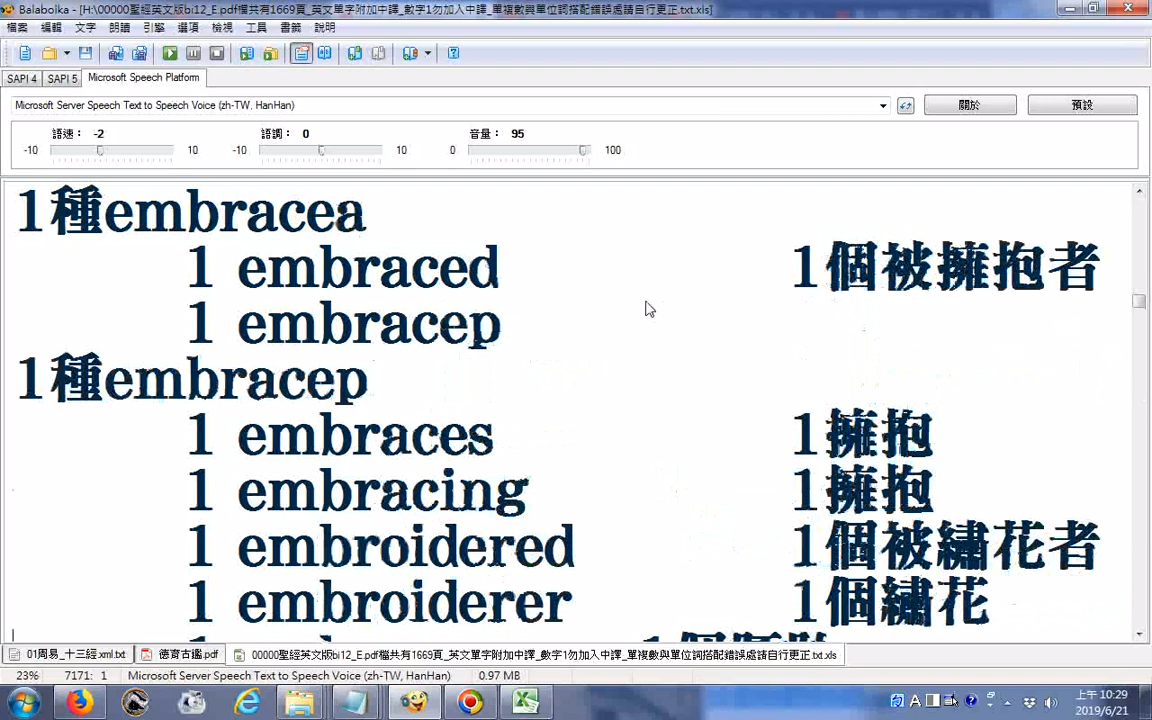 Balabolka - [H:\00000聖經英文版bi12_E.pdf檔共有1669頁_英文單字附加中譯_數字1勿加入中譯_單複數與單位詞搭配錯誤處請自行更正.txt.xls]
檔案 編輯 文字 朗讀 引擎 選項 檢視 工具 書籤 說明
SAPI 4 SAPI 5 Microsoft Speech Platform
Microsoft Server Speech Text to Speech Voice (zh-TW, HanHan) 關於 預設
語速： -2 語調： 0 音量： 95
-10 10 -10 10 0 100
1種embracea
1 embraced 1個被擁抱者
1 embracep
1種embracep
1 embraces 1擁抱
1 embracing 1擁抱
1 embroidered 1個被繡花者
1 embroiderer 1個繡花
01周易_十三經.xml.txt 德育古鑑.pdf 00000聖經英文版bi12_E.pdf檔共有1669頁_英文單字附加中譯_數字1勿加入中譯_單複數與單位詞搭配錯誤處請自行更正.txt.xls
23% 7171: 1 Microsoft Server Speech Text to Speech Voice (zh-TW, HanHan) 0.97 MB
上午 10:29
2019/6/21